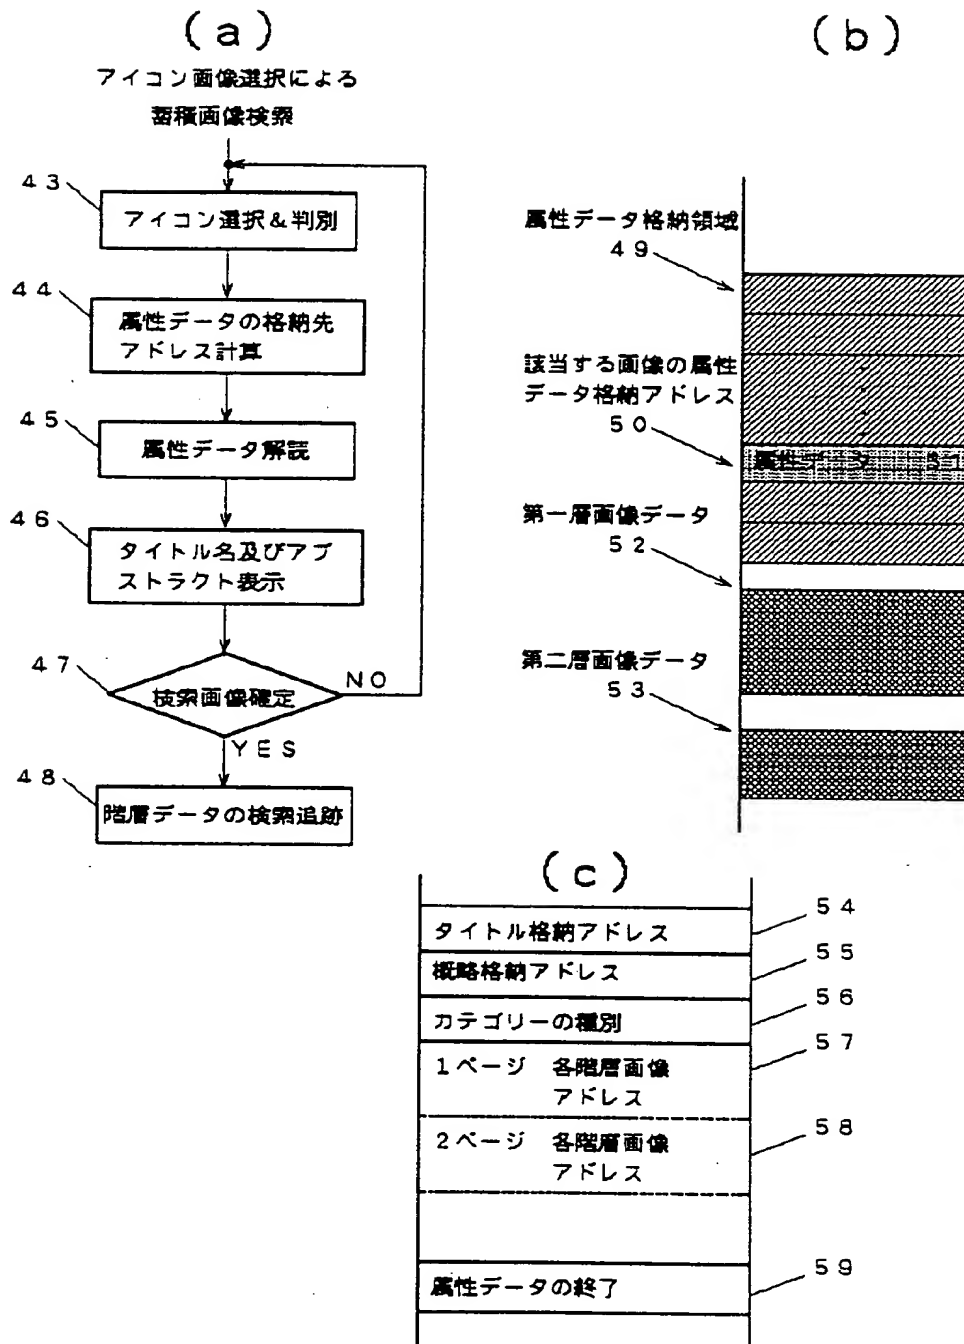 (a)
アイコン画像選択による
蓄積画像検索
43
アイコン選択&判別
44
属性データの格納先
アドレス計算
45
属性データ解読
46
タイトル名及びアブ
ストラクト表示
47
検索画像確定
NO
YES
48
階層データの検索追跡
(b)
属性データ格納領域
49
該当する画像の属性
データ格納アドレス
50
属性データ 51
第一層画像データ
52
第二層画像データ
53
(c)
タイトル格納アドレス
54
概略格納アドレス
55
カテゴリーの種別
56
1ページ 各階層画像
アドレス
57
2ページ 各階層画像
アドレス
58
属性データの終了
59